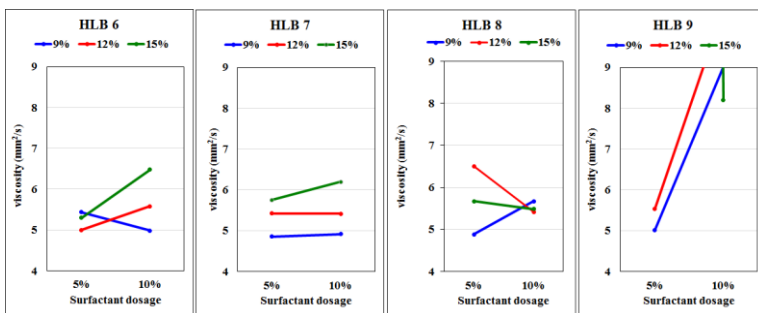 HLB 6
9% 12% 15%
9
8
7
6
5
4
viscosity (mm²/s)
5% 10%
Surfactant dosage
HLB 7
9% 12% 15%
9
8
7
6
5
4
viscosity (mm²/s)
5% 10%
Surfactant dosage
HLB 8
9% 12% 15%
9
8
7
6
5
4
viscosity (mm²/s)
5% 10%
Surfactant dosage
HLB 9
9% 12% 15%
9
8
7
6
5
4
viscosity (mm²/s)
5% 10%
Surfactant dosage